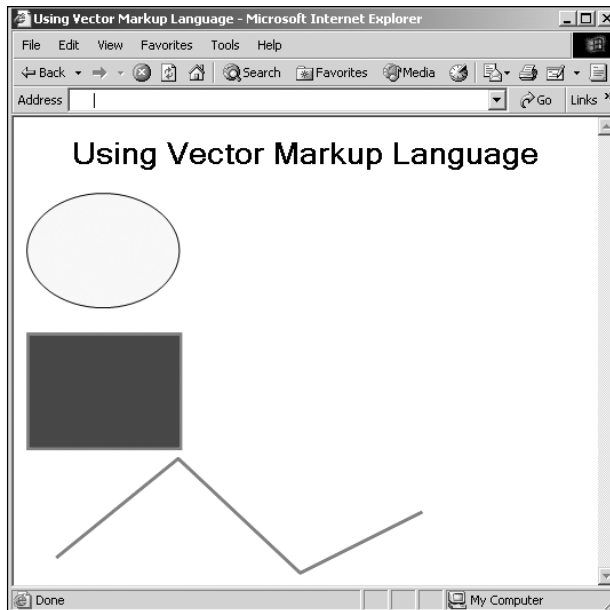 Using Vector Markup Language - Microsoft Internet Explorer
File Edit View Favorites Tools Help
Back Search Favorites Media
Address Go Links »
Using Vector Markup Language
Done My Computer